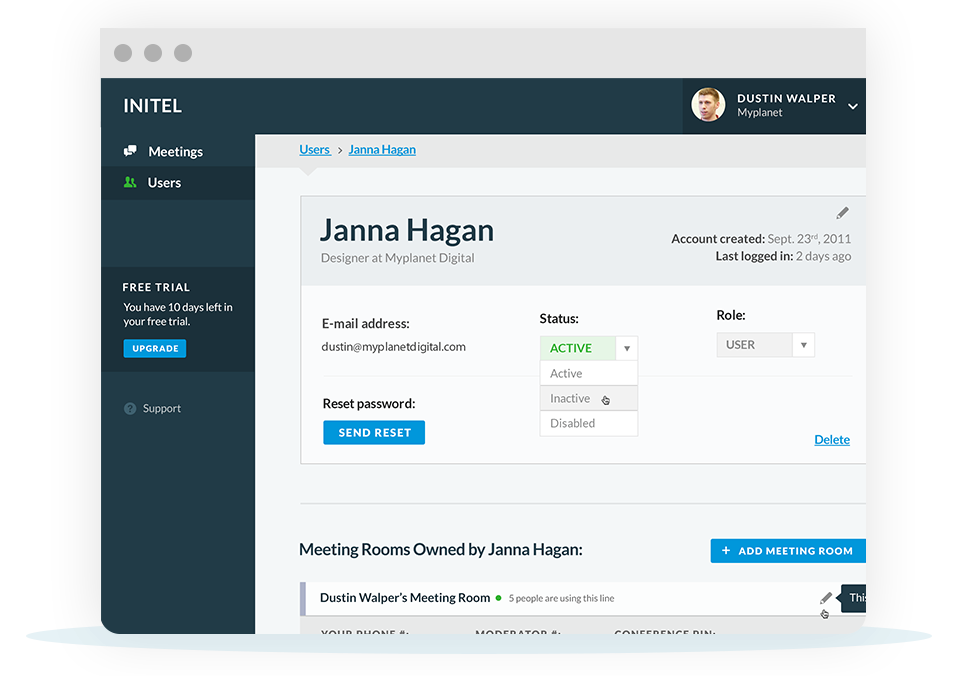 INITEL
DUSTIN WALPER
Myplanet
Meetings
Users
Users > Janna Hagan
Janna Hagan
Designer at Myplanet Digital
Account created: Sept. 23rd, 2011
Last logged in: 2 days ago
FREE TRIAL
You have 10 days left in
your free trial.
UPGRADE
Support
E-mail address:
dustin@myplanetdigital.com
Status:
ACTIVE
Active
Inactive
Disabled
Role:
USER
Reset password:
SEND RESET
Delete
Meeting Rooms Owned by Janna Hagan:
+ ADD MEETING ROOM
Dustin Walper's Meeting Room
5 people are using this line
YOUR PHONE #:
MODERATOR #:
CONFERENCE PIN: